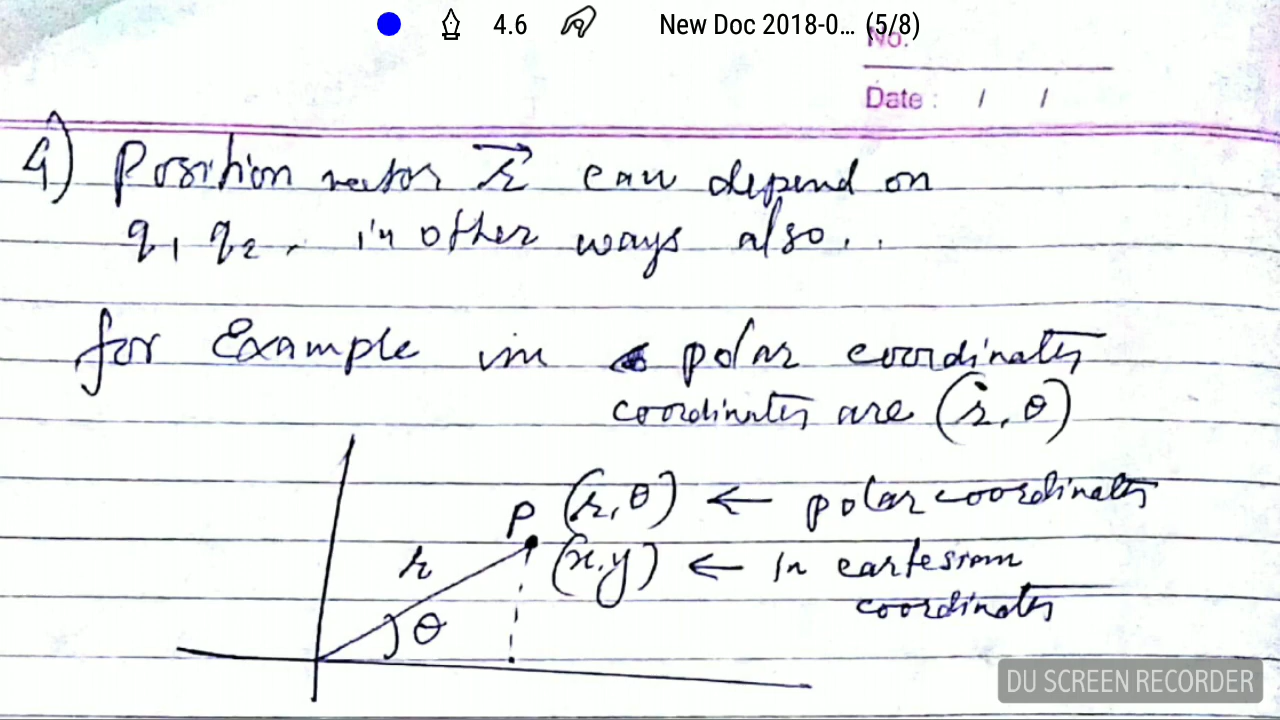 4.6 New Doc 2018-0... (5/8)
No.
Date : / /
4) Position vector r can depend on
q1 q2, in other ways also..
for Example in polar coordinates
coordinates are (r, θ)
P (r, θ) ← polar coordinates
(x,y) ← In cartesian
coordinates
r
θ
DU SCREEN RECORDER